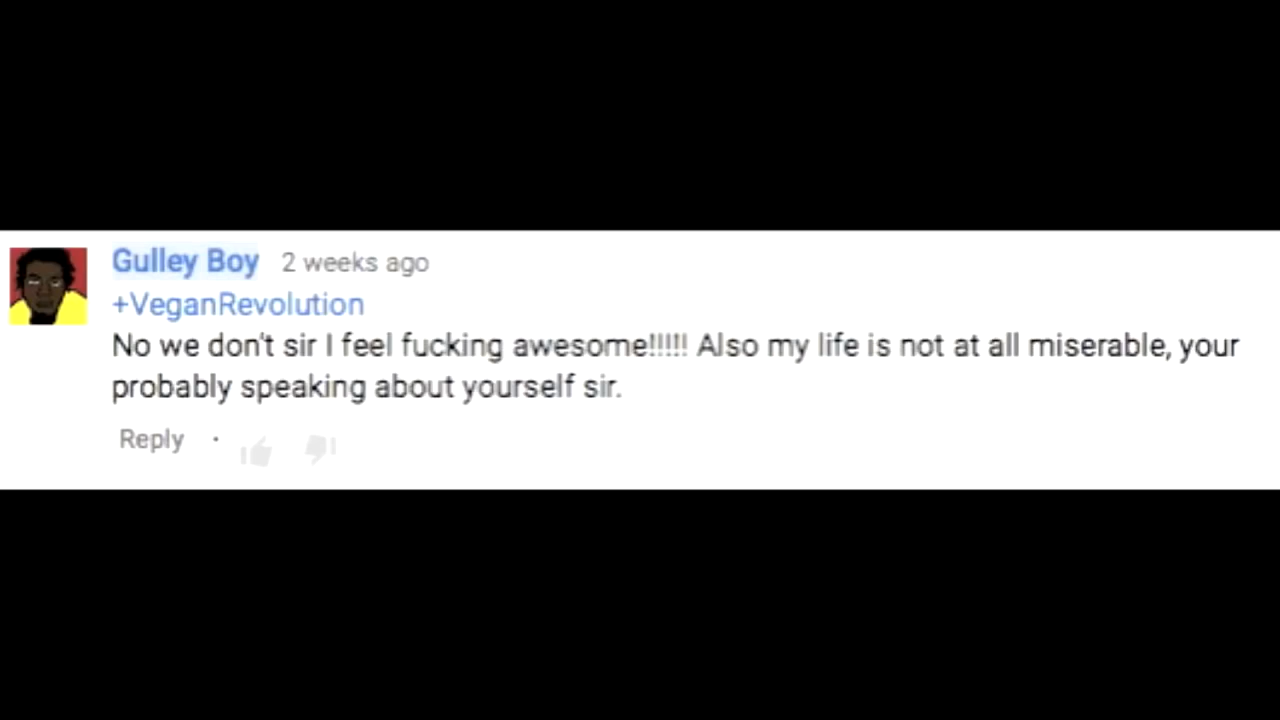 Gulley Boy 2 weeks ago
+VeganRevolution
No we don't sir I feel fucking awesome!!!!! Also my life is not at all miserable, your
probably speaking about yourself sir.
Reply ·